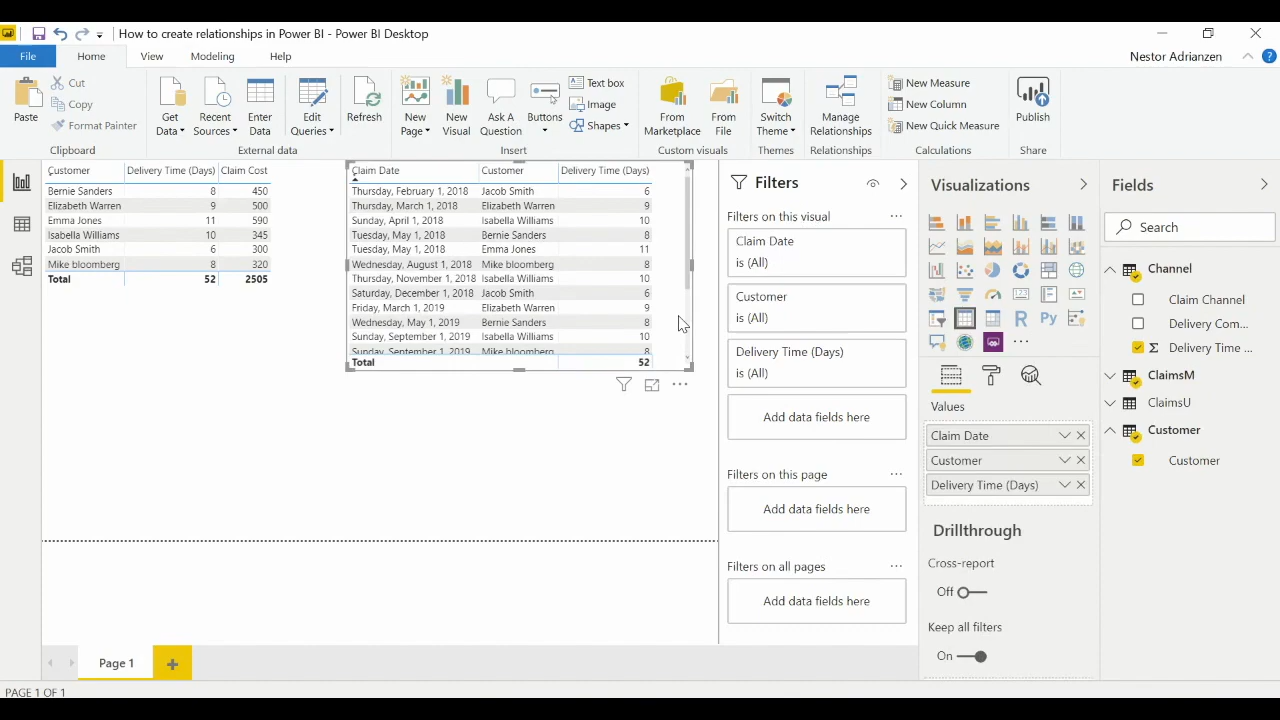 How to create relationships in Power BI - Power BI Desktop
File Home View Modeling Help Nestor Adrianzen
Paste
Cut
Copy
Format Painter
Clipboard
Get Data
Recent Sources
Enter Data
Edit Queries
Refresh
External data
New Page
New Visual
Ask A Question
Buttons
Text box
Image
Shapes
Insert
From Marketplace
From File
Custom visuals
Switch Theme
Themes
Manage Relationships
Relationships
New Measure
New Column
New Quick Measure
Calculations
Publish
Share
Customer Delivery Time (Days) Claim Cost
Bernie Sanders 8 450
Elizabeth Warren 9 500
Emma Jones 11 590
Isabella Williams 10 345
Jacob Smith 6 300
Mike bloomberg 8 320
Total 52 2505
Claim Date Customer Delivery Time (Days)
Thursday, February 1, 2018 Jacob Smith 6
Thursday, March 1, 2018 Elizabeth Warren 9
Sunday, April 1, 2018 Isabella Williams 10
Tuesday, May 1, 2018 Bernie Sanders 8
Tuesday, May 1, 2018 Emma Jones 11
Wednesday, August 1, 2018 Mike bloomberg 8
Thursday, November 1, 2018 Isabella Williams 10
Saturday, December 1, 2018 Jacob Smith 6
Friday, March 1, 2019 Elizabeth Warren 9
Wednesday, May 1, 2019 Bernie Sanders 8
Sunday, September 1, 2019 Isabella Williams 10
Sunday, September 1, 2019 Mike bloomberg 8
Total 52
Filters
Filters on this visual
Claim Date
is (All)
Customer
is (All)
Delivery Time (Days)
is (All)
Add data fields here
Filters on this page
Add data fields here
Filters on all pages
Add data fields here
Visualizations
R Py
Values
Claim Date
Customer
Delivery Time (Days)
Drillthrough
Cross-report
Off
Keep all filters
On
Fields
Search
Channel
Claim Channel
Delivery Com...
Σ Delivery Time ...
ClaimsM
ClaimsU
Customer
Customer
Page 1
PAGE 1 OF 1